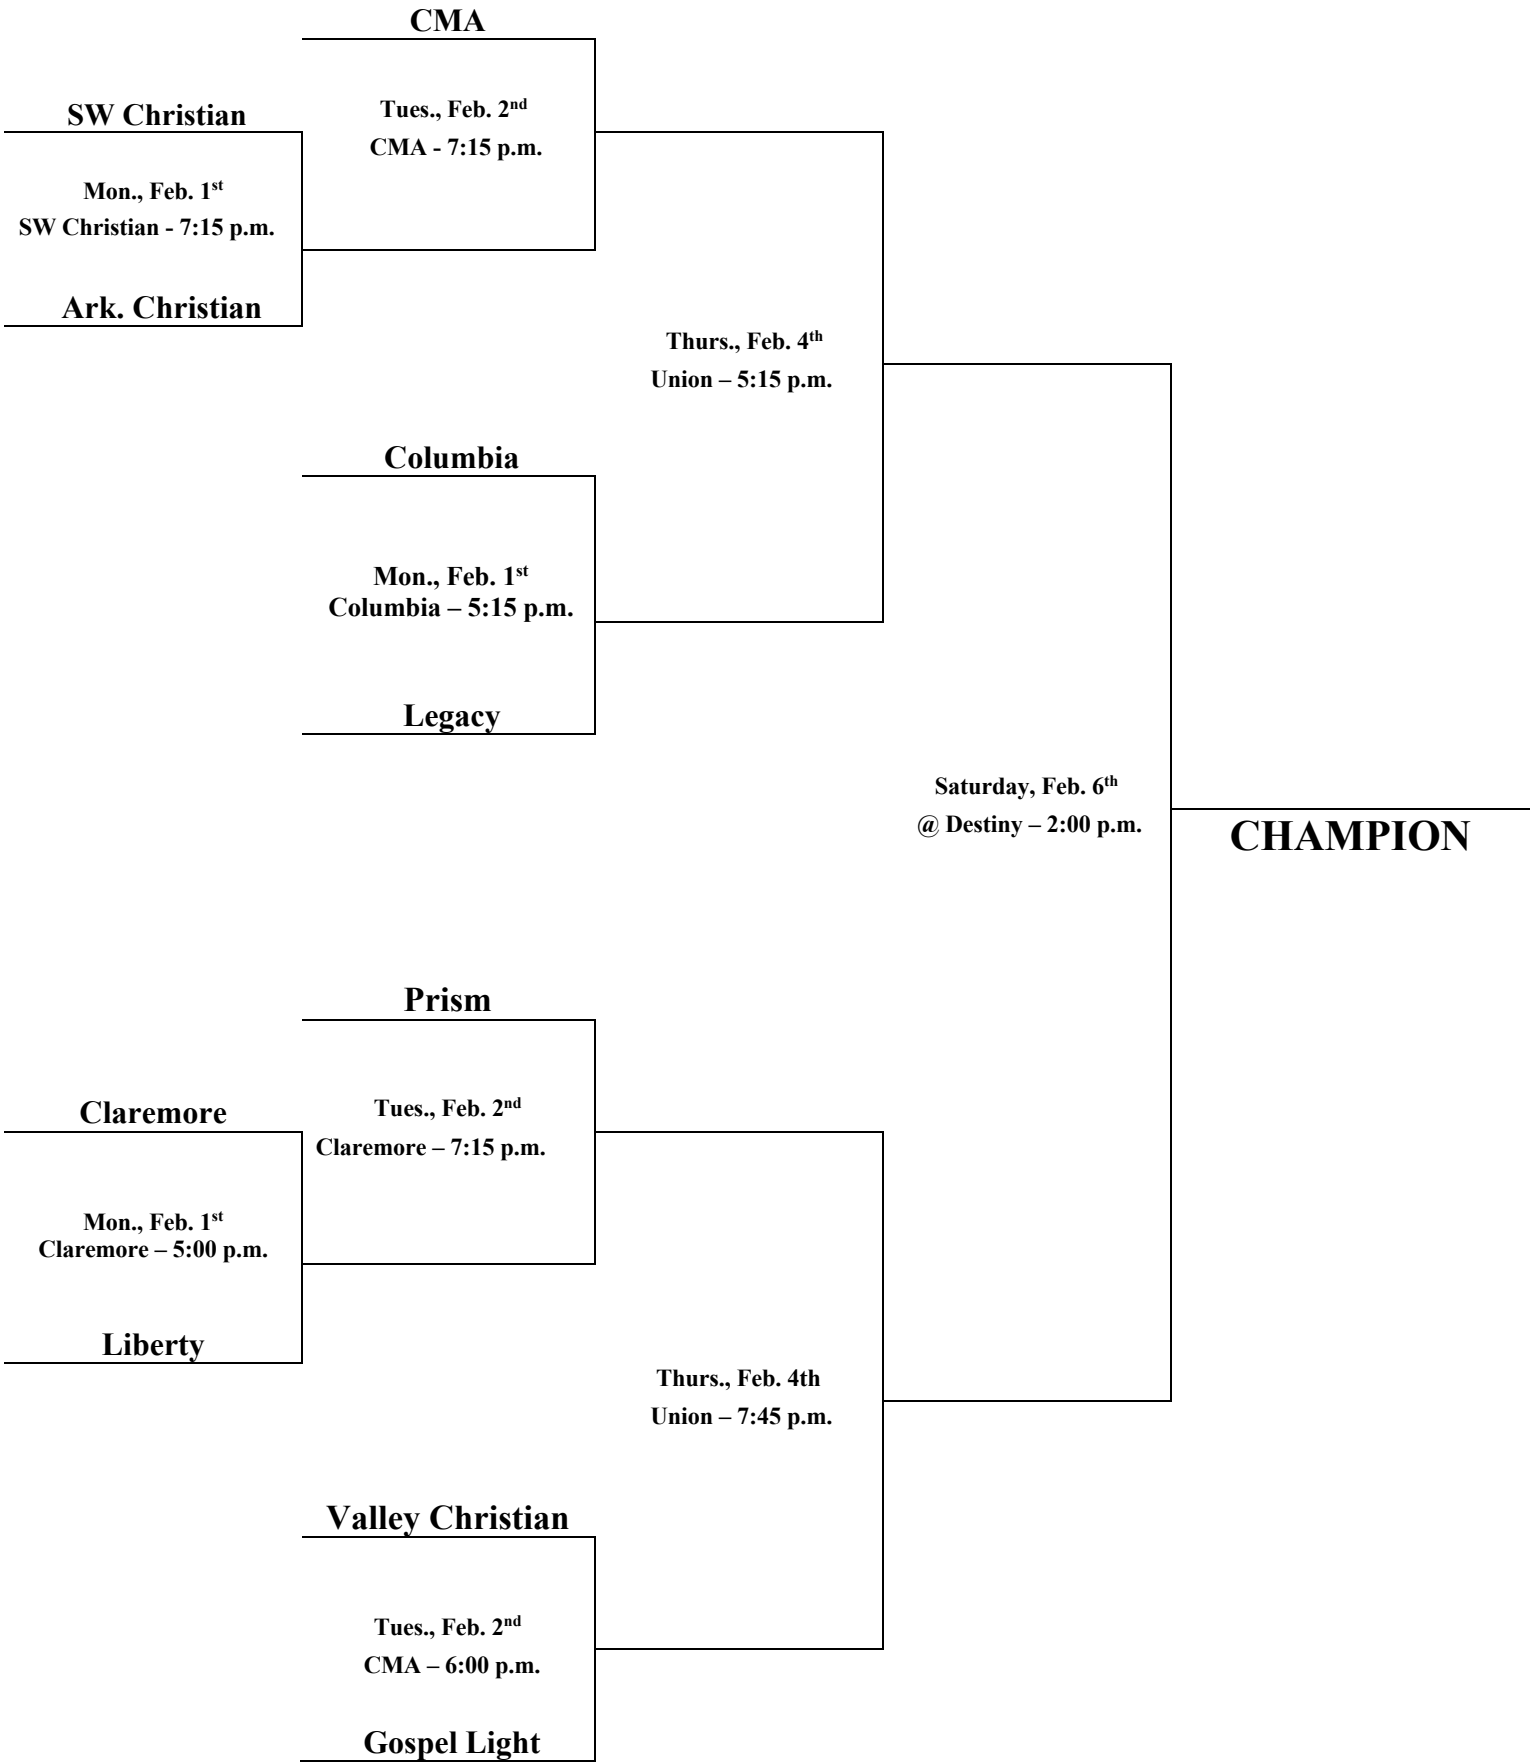 CMA
SW Christian
Tues., Feb. 2nd
CMA - 7:15 p.m.
Mon., Feb. 1st
SW Christian - 7:15 p.m.
Ark. Christian
Thurs., Feb. 4th
Union – 5:15 p.m.
Columbia
Mon., Feb. 1st
Columbia – 5:15 p.m.
Legacy
Saturday, Feb. 6th
@ Destiny – 2:00 p.m.
CHAMPION
Prism
Claremore
Tues., Feb. 2nd
Claremore – 7:15 p.m.
Mon., Feb. 1st
Claremore – 5:00 p.m.
Liberty
Thurs., Feb. 4th
Union – 7:45 p.m.
Valley Christian
Tues., Feb. 2nd
CMA – 6:00 p.m.
Gospel Light